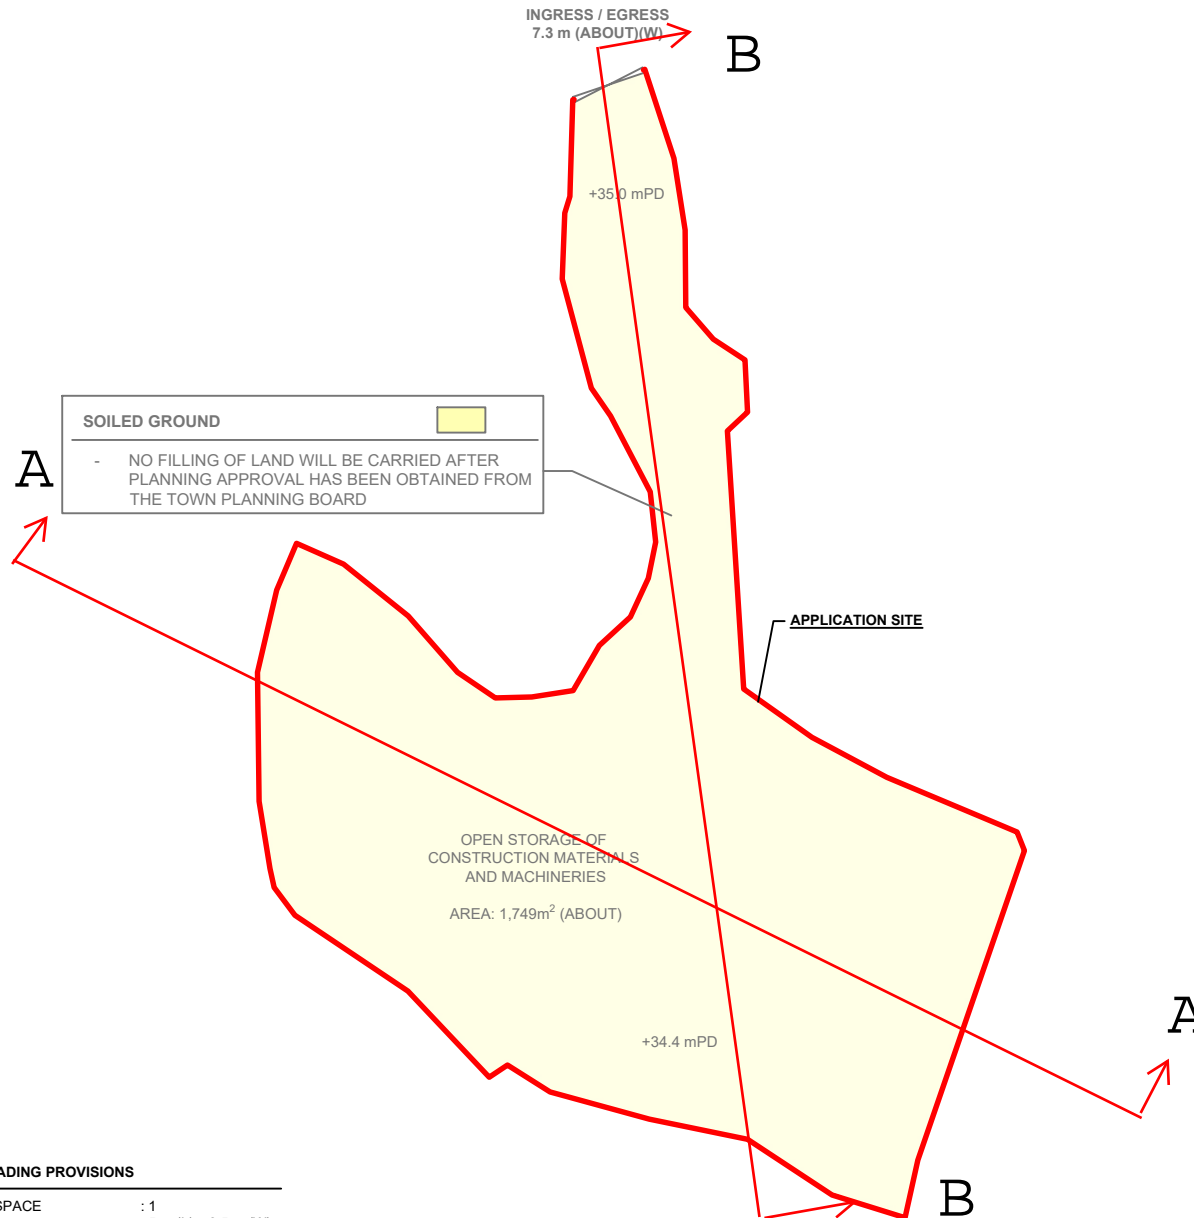 INGRESS / EGRESS
7.3 m (ABOUT)(W)
B
+35.0 mPD
SOILED GROUND
- NO FILLING OF LAND WILL BE CARRIED AFTER
PLANNING APPROVAL HAS BEEN OBTAINED FROM
THE TOWN PLANNING BOARD
A
APPLICATION SITE
OPEN STORAGE OF
CONSTRUCTION MATERIALS
AND MACHINERIES
AREA: 1,749m² (ABOUT)
A
+34.4 mPD
ADING PROVISIONS
SPACE : 1
B